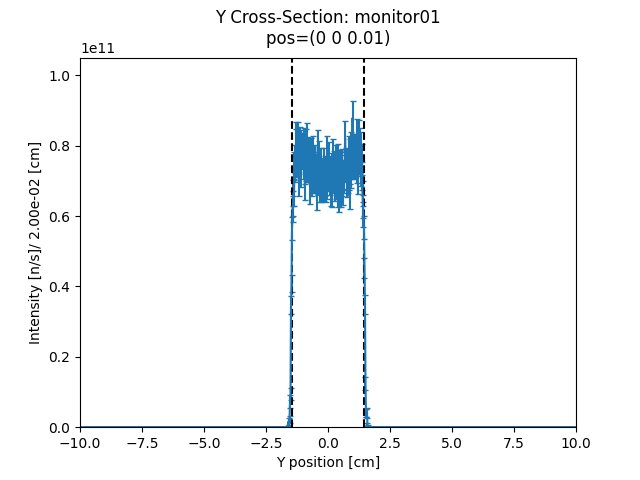 Y Cross-Section: monitor01
pos=(0 0 0.01)
1e11
1.0
0.8
0.6
0.4
0.2
0.0
Intensity [n/s]/ 2.00e-02 [cm]
−10.0 −7.5 −5.0 −2.5 0.0 2.5 5.0 7.5 10.0
Y position [cm]